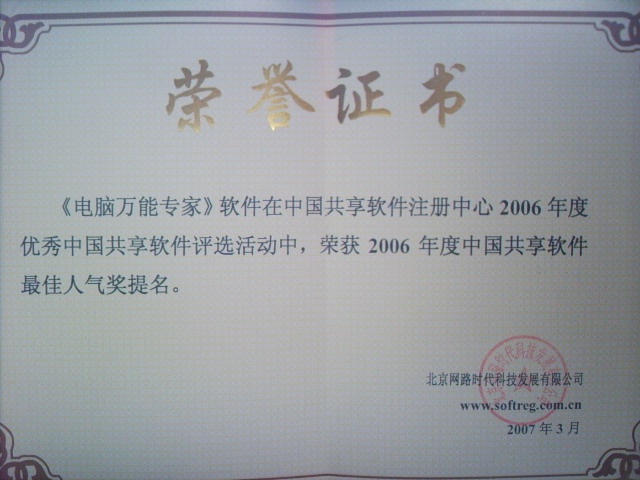 荣誉证书
《电脑万能专家》软件在中国共享软件注册中心 2006 年度
优秀中国共享软件评选活动中，荣获 2006 年度中国共享软件
最佳人气奖提名。
北京网路时代科技发展有限公司
www.softreg.com.cn
2007 年 3 月